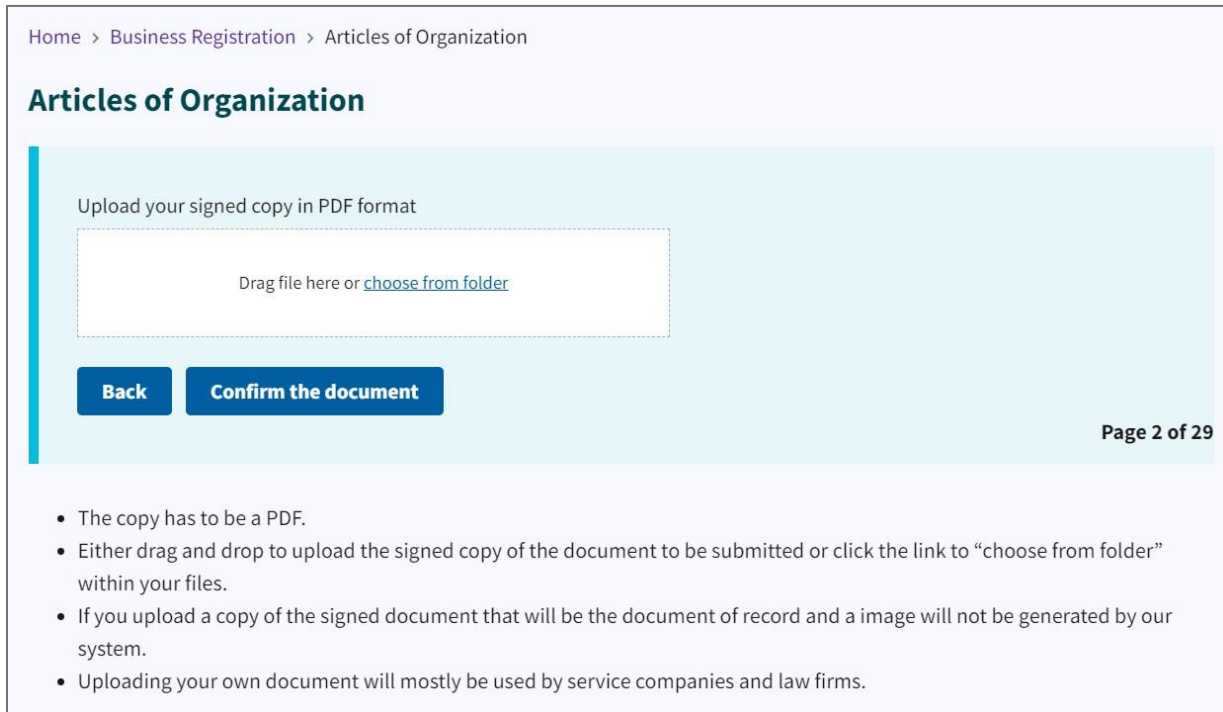 Home > Business Registration > Articles of Organization
Articles of Organization
Upload your signed copy in PDF format
Drag file here or choose from folder
Back Confirm the document
Page 2 of 29
• The copy has to be a PDF.
• Either drag and drop to upload the signed copy of the document to be submitted or click the link to “choose from folder”
within your files.
• If you upload a copy of the signed document that will be the document of record and a image will not be generated by our
system.
• Uploading your own document will mostly be used by service companies and law firms.